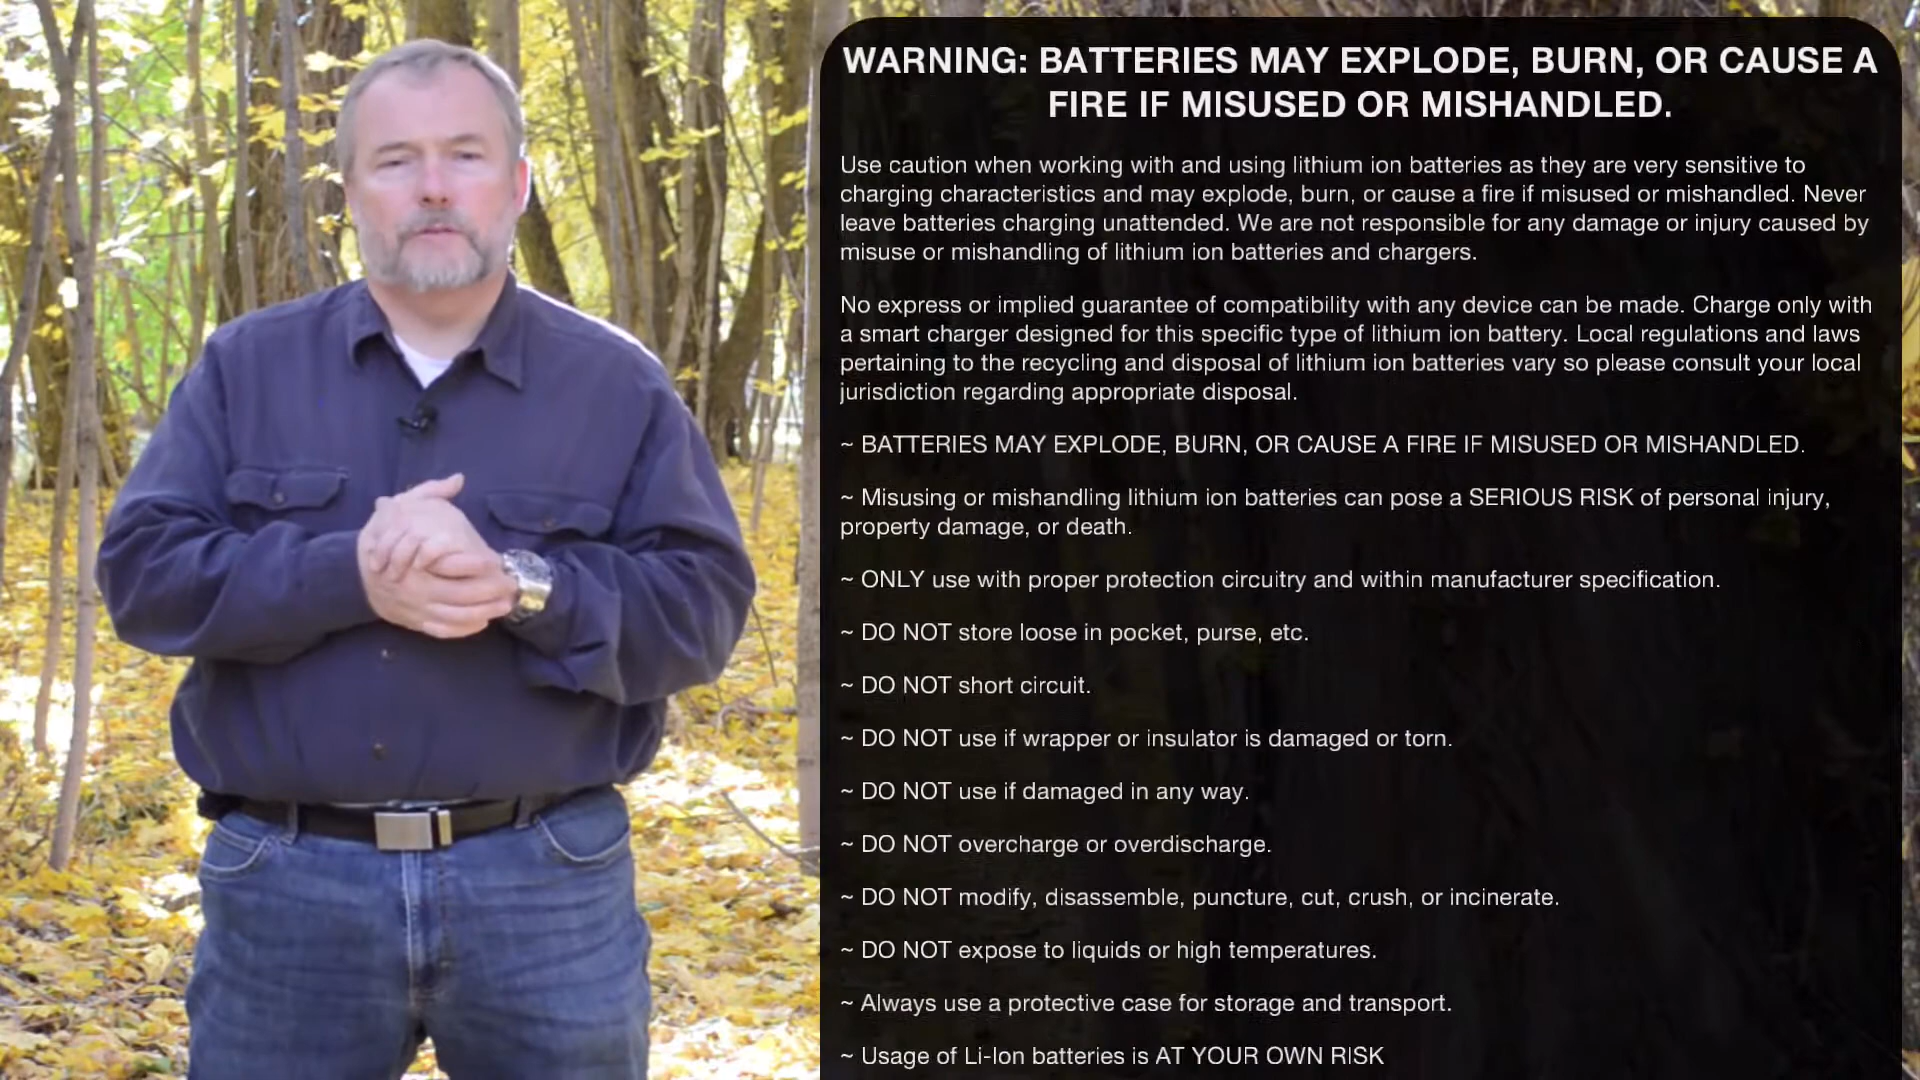 WARNING: BATTERIES MAY EXPLODE, BURN, OR CAUSE A
FIRE IF MISUSED OR MISHANDLED.
Use caution when working with and using lithium ion batteries as they are very sensitive to
charging characteristics and may explode, burn, or cause a fire if misused or mishandled. Never
leave batteries charging unattended. We are not responsible for any damage or injury caused by
misuse or mishandling of lithium ion batteries and chargers.
No express or implied guarantee of compatibility with any device can be made. Charge only with
a smart charger designed for this specific type of lithium ion battery. Local regulations and laws
pertaining to the recycling and disposal of lithium ion batteries vary so please consult your local
jurisdiction regarding appropriate disposal.
~ BATTERIES MAY EXPLODE, BURN, OR CAUSE A FIRE IF MISUSED OR MISHANDLED.
~ Misusing or mishandling lithium ion batteries can pose a SERIOUS RISK of personal injury,
property damage, or death.
~ ONLY use with proper protection circuitry and within manufacturer specification.
~ DO NOT store loose in pocket, purse, etc.
~ DO NOT short circuit.
~ DO NOT use if wrapper or insulator is damaged or torn.
~ DO NOT use if damaged in any way.
~ DO NOT overcharge or overdischarge.
~ DO NOT modify, disassemble, puncture, cut, crush, or incinerate.
~ DO NOT expose to liquids or high temperatures.
~ Always use a protective case for storage and transport.
~ Usage of Li-Ion batteries is AT YOUR OWN RISK